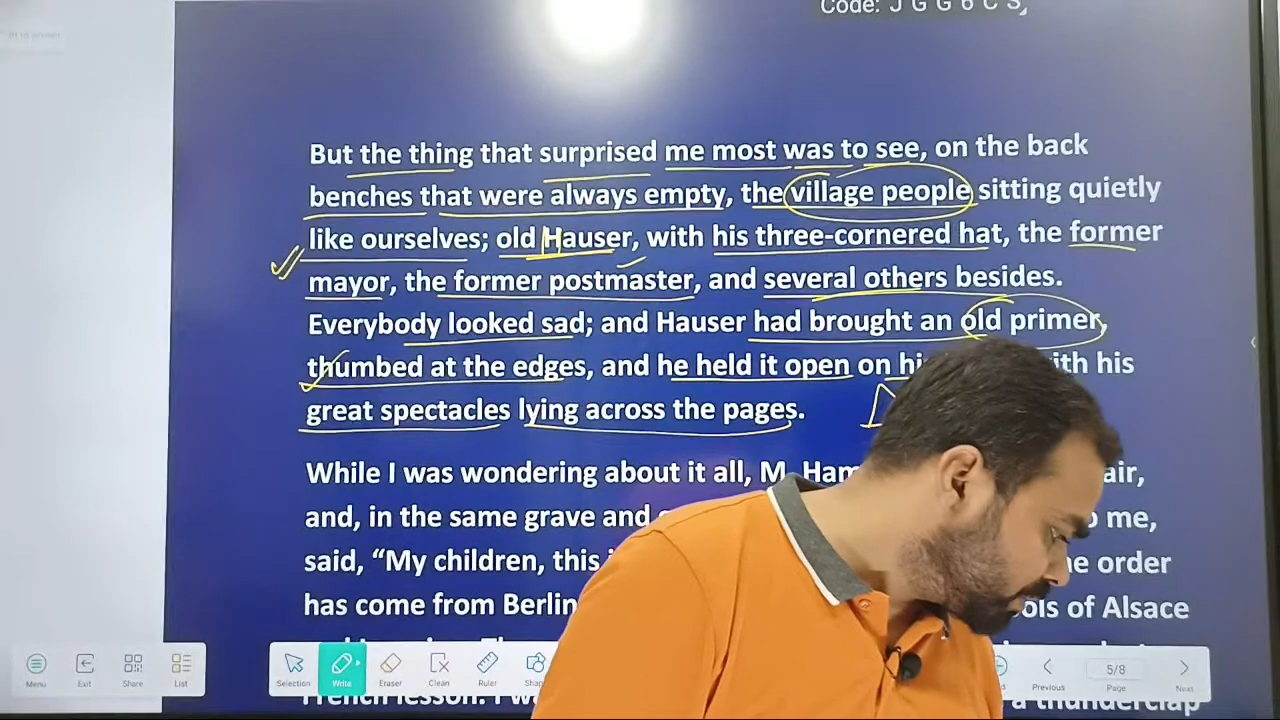 Code: J G G 6 C S
But the thing that surprised me most was to see, on the back
benches that were always empty, the village people sitting quietly
like ourselves; old Hauser, with his three-cornered hat, the former
mayor, the former postmaster, and several others besides.
Everybody looked sad; and Hauser had brought an old primer,
thumbed at the edges, and he held it open on with his
great spectacles lying across the pages.
While I was wondering about it all, M. air,
and, in the same grave and me,
said, "My children, this order
has come from Berlin of Alsace
French lesson. I a thunderclap
Menu Exit Share List Selection Write Eraser Clean Ruler Previous 5/8 Page Next